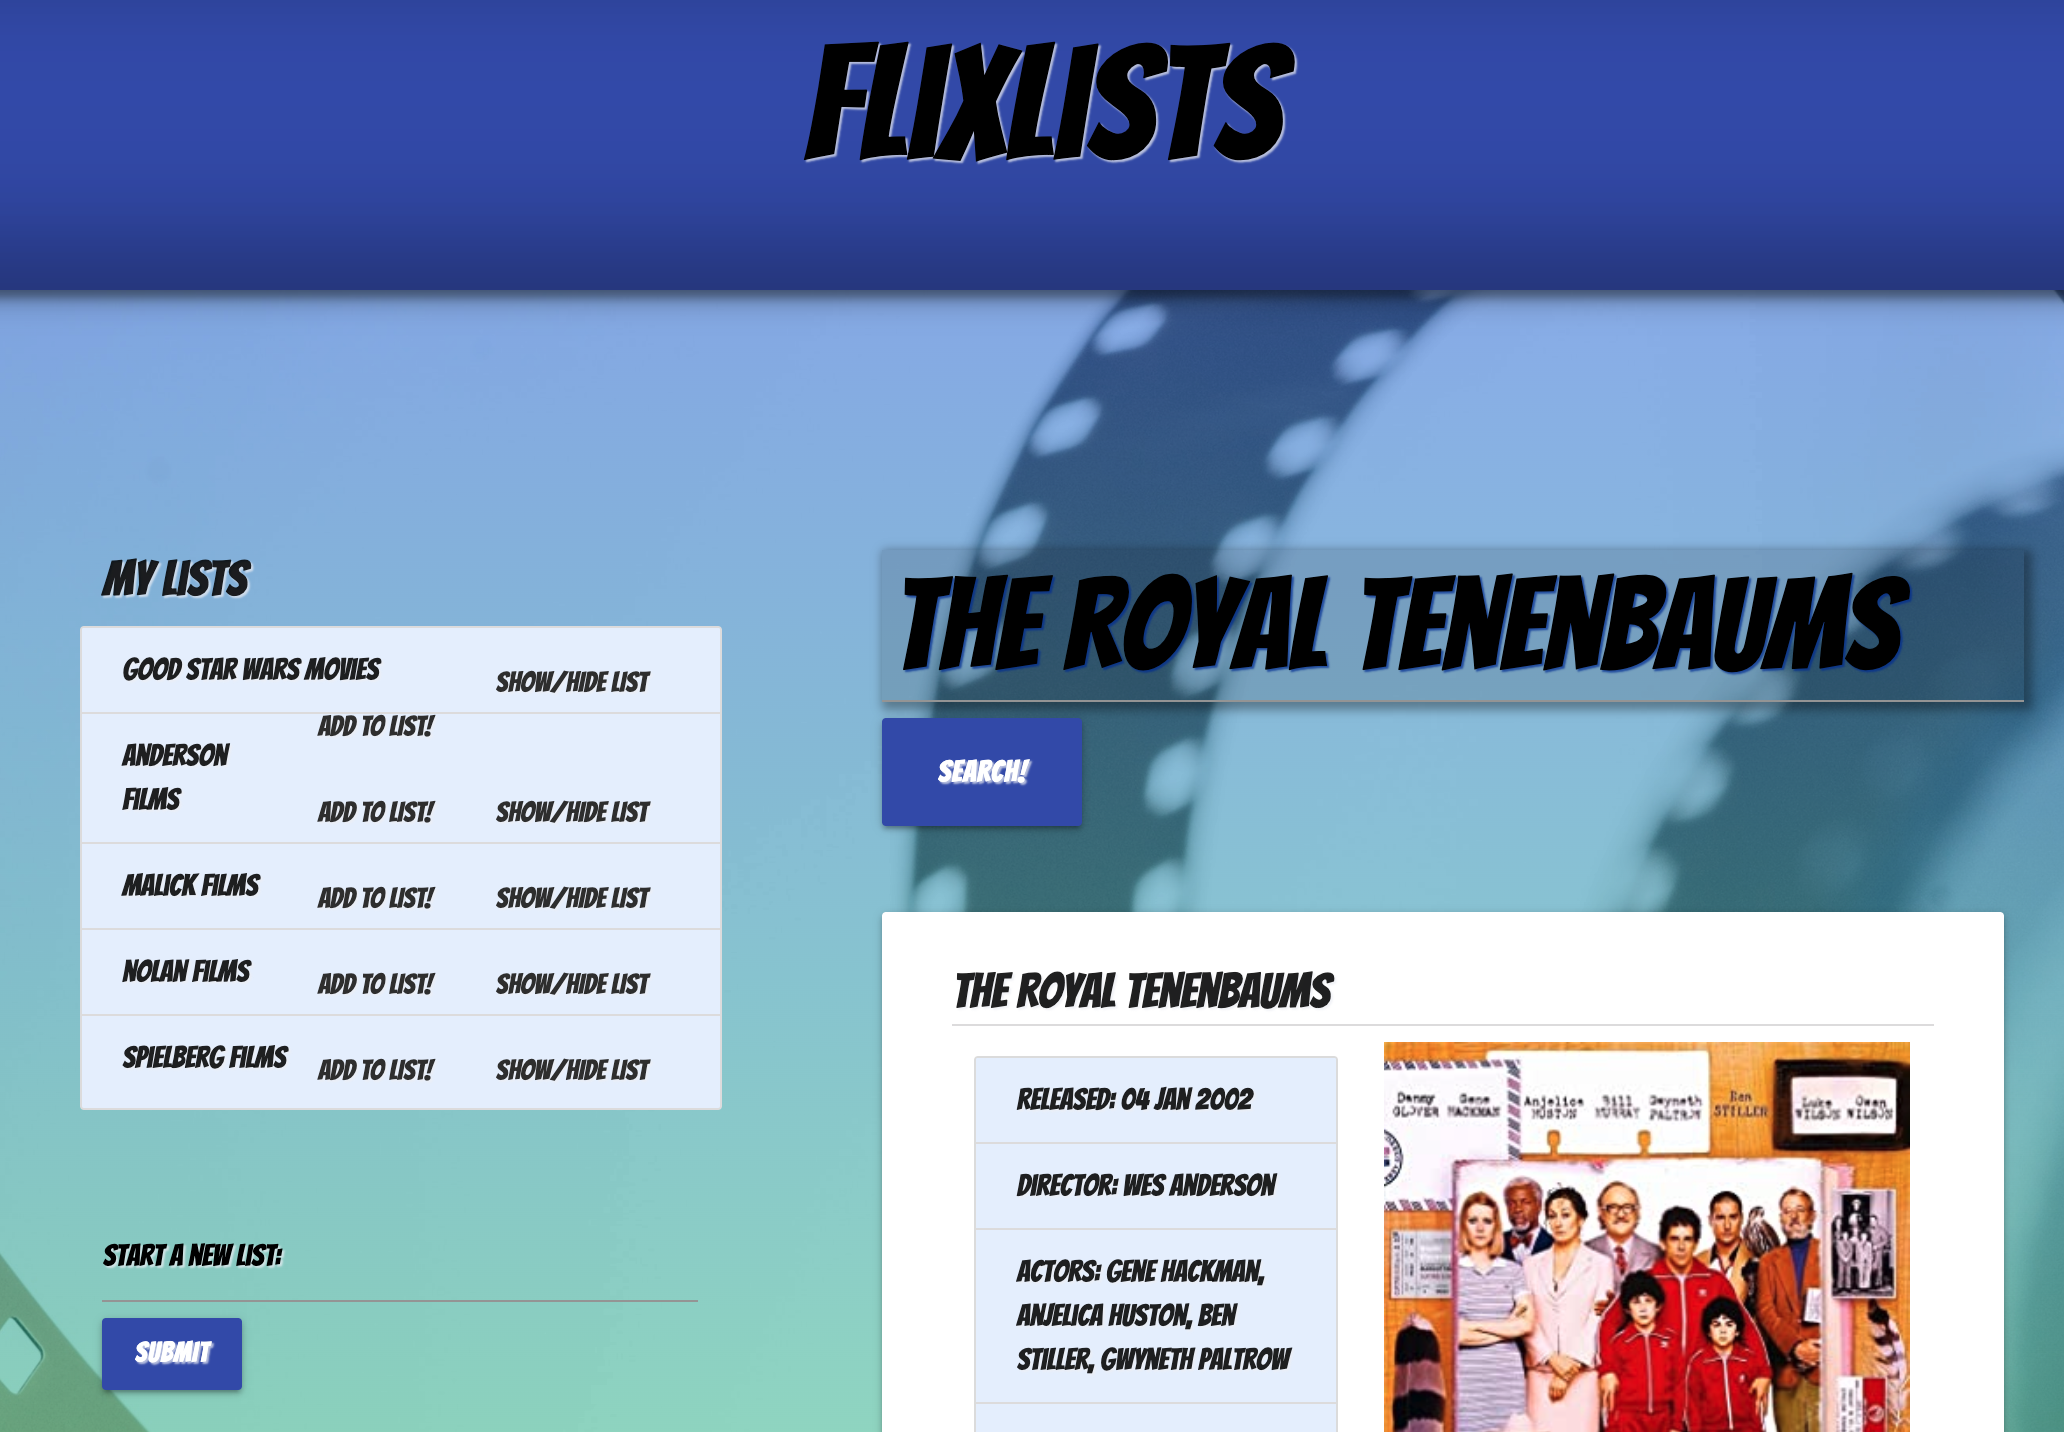 FLIXLISTS
MY LISTS
GOOD STAR WARS MOVIES
SHOW/HIDE LIST
ADD TO LIST!
ANDERSON
FILMS
ADD TO LIST!
SHOW/HIDE LIST
MALICK FILMS
ADD TO LIST!
SHOW/HIDE LIST
NOLAN FILMS
ADD TO LIST!
SHOW/HIDE LIST
SPIELBERG FILMS
ADD TO LIST!
SHOW/HIDE LIST
START A NEW LIST:
SUBMIT
THE ROYAL TENENBAUMS
SEARCH!
THE ROYAL TENENBAUMS
RELEASED: 04 JAN 2002
DIRECTOR: WES ANDERSON
ACTORS: GENE HACKMAN,
ANJELICA HUSTON, BEN
STILLER, GWYNETH PALTROW
Danny Gene Anjelica Bill Gwyneth Ben Luke Owen
GLOVER HACKMAN HUSTON MURRAY PALTROW STILLER WILSON WILSON